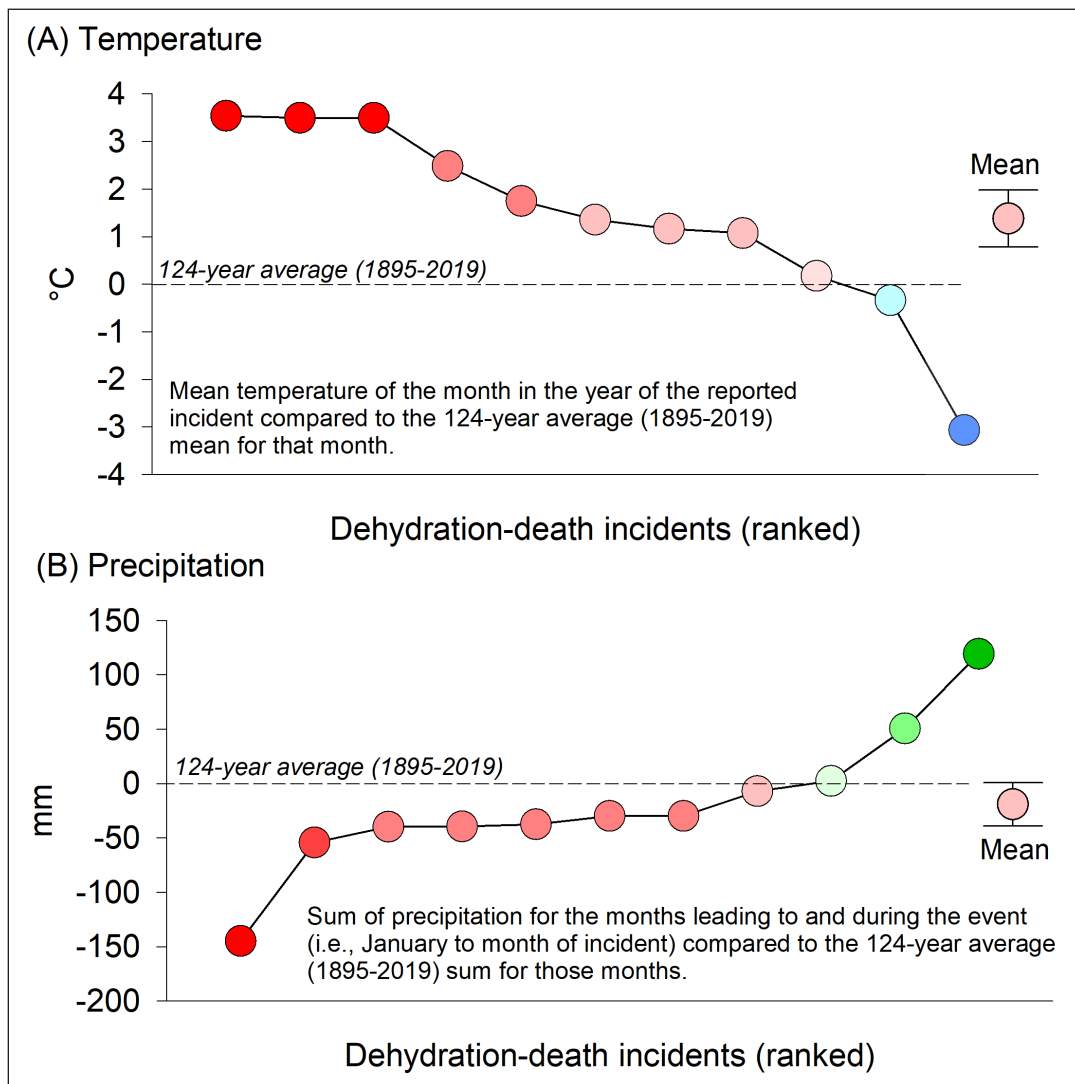 (A) Temperature
4
3
2
1
0
-1
-2
-3
-4
°C
Mean
124-year average (1895-2019)
Mean temperature of the month in the year of the reported
incident compared to the 124-year average (1895-2019)
mean for that month.
Dehydration-death incidents (ranked)
(B) Precipitation
150
100
50
0
-50
-100
-150
-200
mm
124-year average (1895-2019)
Mean
Sum of precipitation for the months leading to and during the event
(i.e., January to month of incident) compared to the 124-year average
(1895-2019) sum for those months.
Dehydration-death incidents (ranked)